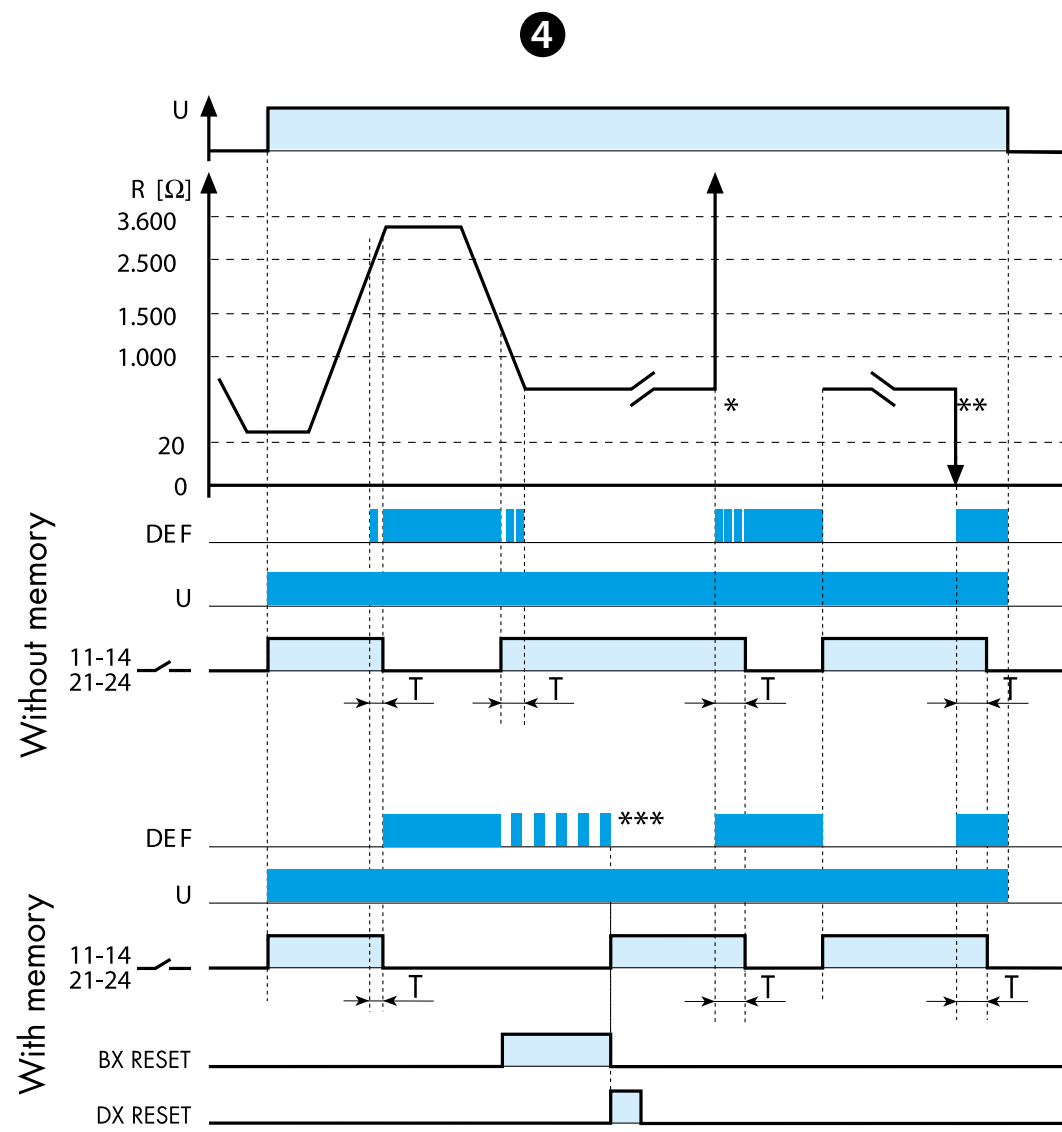 4
U
R [Ω]
3.600
2.500
1.500
1.000
20
0
*
**
Without memory
DEF
U
11-14
21-24
T T T T
With memory
DEF
***
U
11-14
21-24
T T T
BX RESET
DX RESET